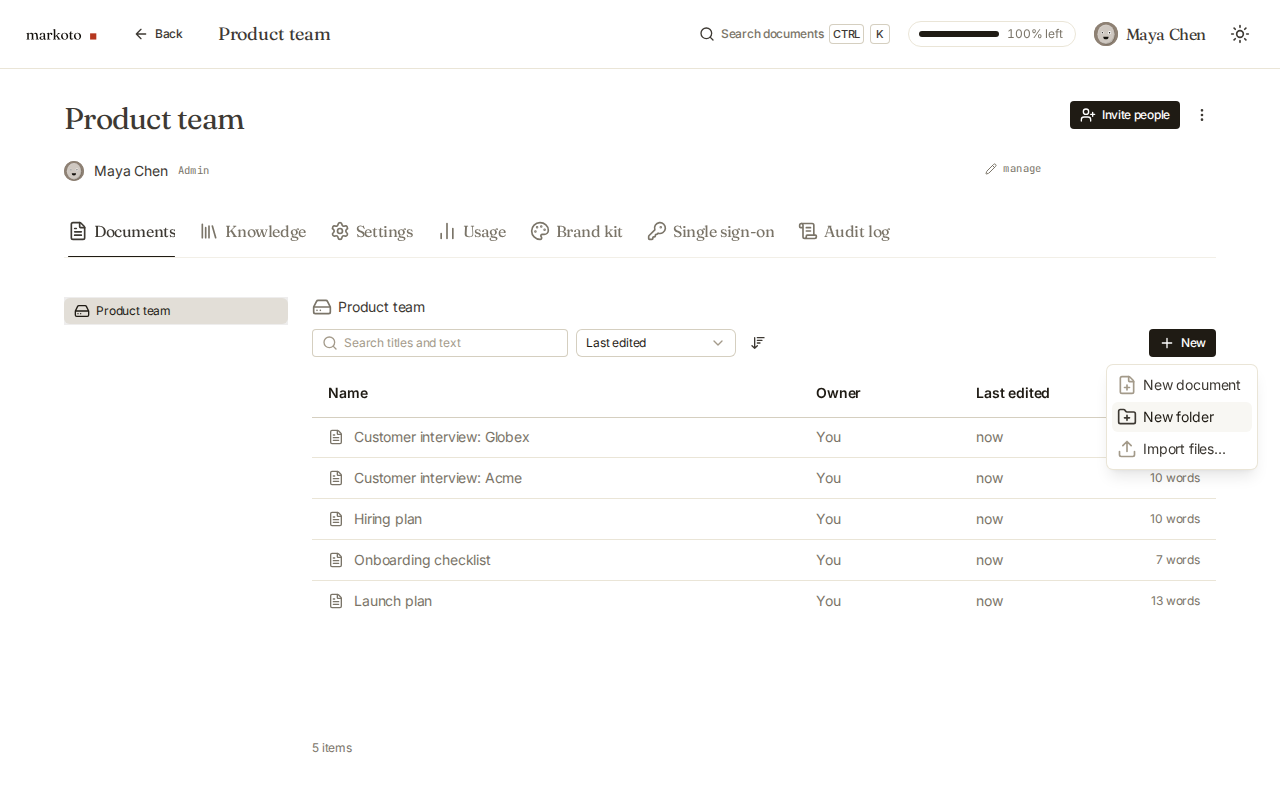 markoto
Back
Product team
Search documents CTRL K
100% left
Maya Chen
Product team
Invite people
Maya Chen Admin
manage
Documents Knowledge Settings Usage Brand kit Single sign-on Audit log
Product team
Product team
Search titles and text
Last edited
New
New document
New folder
Import files...
Name Owner Last edited
Customer interview: Globex You now
Customer interview: Acme You now 10 words
Hiring plan You now 10 words
Onboarding checklist You now 7 words
Launch plan You now 13 words
5 items